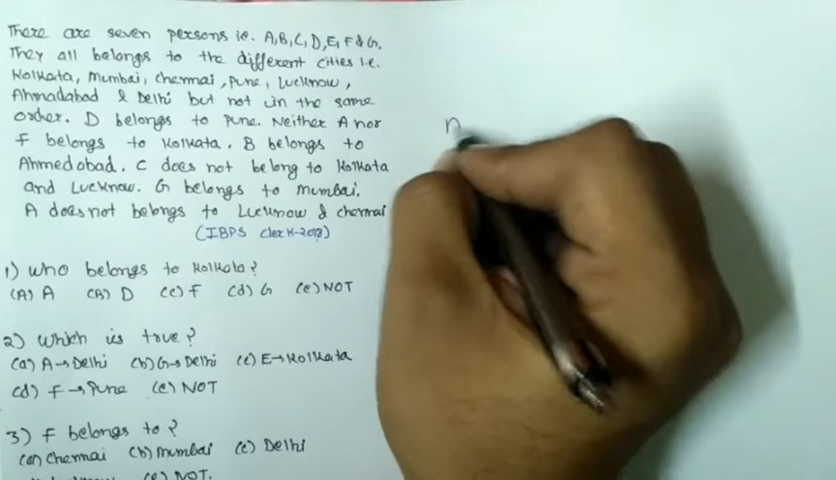 There are seven persons i.e. A,B,C,D,E,F & G.
They all belongs to the different cities i.e.
Kolkata, Mumbai, Chennai, Pune, Lucknow,
Ahmadabad & Delhi but not in the same
order. D belongs to Pune. Neither A nor
F belongs to Kolkata. B belongs to
Ahmedabad. C does not belong to Kolkata
and Lucknow. G belongs to Mumbai.
A does not belongs to Lucknow & Chennai
(IBPS Clerk-2018)
1) Who belongs to Kolkata?
(A) A (B) D (c) F (d) G (e) NOT
2) Which is true?
(a) A→Delhi (b) G→Delhi (c) E→Kolkata
(d) F→Pune (e) NOT
3) F belongs to?
(a) Chennai (b) Mumbai (c) Delhi
(e) NOT.